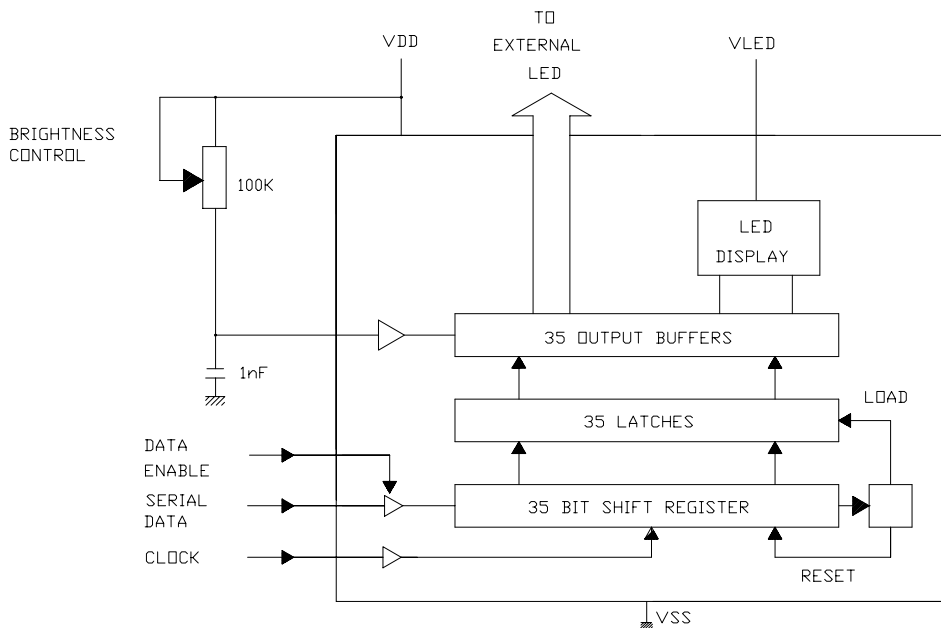 TO
EXTERNAL
LED
VDD
VLED
BRIGHTNESS
CONTROL
100K
LED
DISPLAY
35 OUTPUT BUFFERS
1nF
LOAD
35 LATCHES
DATA
ENABLE
SERIAL
DATA
35 BIT SHIFT REGISTER
CLOCK
RESET
VSS